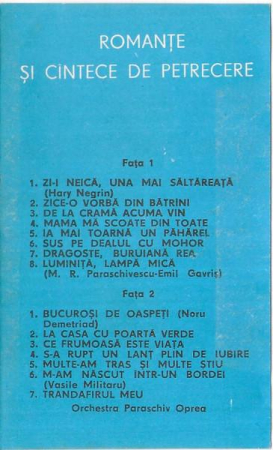 ROMANȚE
ȘI CÎNTECE DE PETRECERE
Fața 1
1. ZI-I NEICĂ, UNA MAI SĂLTĂREAȚĂ
(Hary Negrin)
2. ZICE-O VORBĂ DIN BĂTRÎNI
3. DE LA CRAMĂ ACUMA VIN
4. MAMA MĂ SCOATE DIN TOATE
5. IA MAI TOARNĂ UN PĂHĂREL
6. SUS PE DEALUL CU MOHOR
7. DRAGOSTE, BURUIANĂ REA
8. LUMINIȚĂ, LAMPĂ MICĂ
(M. R. Paraschivescu-Emil Gavriș)
Fața 2
1. BUCUROȘI DE OASPEȚI (Noru
Demetriad)
2. LA CASA CU POARTĂ VERDE
3. CE FRUMOASĂ ESTE VIAȚA
4. S-A RUPT UN LANȚ PLIN DE IUBIRE
5. MULTE-AM TRAS ȘI MULTE ȘTIU
6. M-AM NĂSCUT INTR-UN BORDEI
(Vasile Militaru)
7. TRANDAFIRUL MEU
Orchestra Paraschiv Oprea